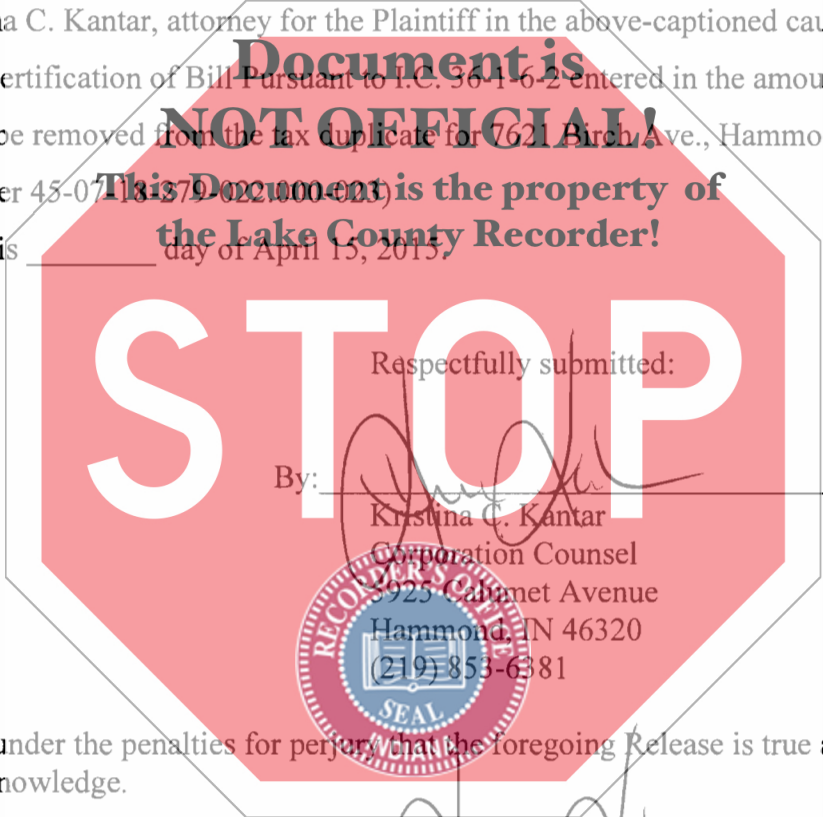 a C. Kantar, attorney for the Plaintiff in the above-captioned cau
Document is
ertification of Bill Pursuant to I.C. 36-1-6-2 entered in the amou
NOT OFFICIAL!
be removed from the tax duplicate for 7621 Birch Ave., Hammo
This Document is the property of
er 45-07-18-279-022.000-023)
the Lake County Recorder!
is _________ day of April 15, 2015.
STOP
Respectfully submitted:
By:
Kristina C. Kantar
Corporation Counsel
5925 Calumet Avenue
Hammond, IN 46320
(219) 853-6381
RECORDER'S OFFICE
SEAL
INDIANA
under the penalties for perjury that the foregoing Release is true a
nowledge.